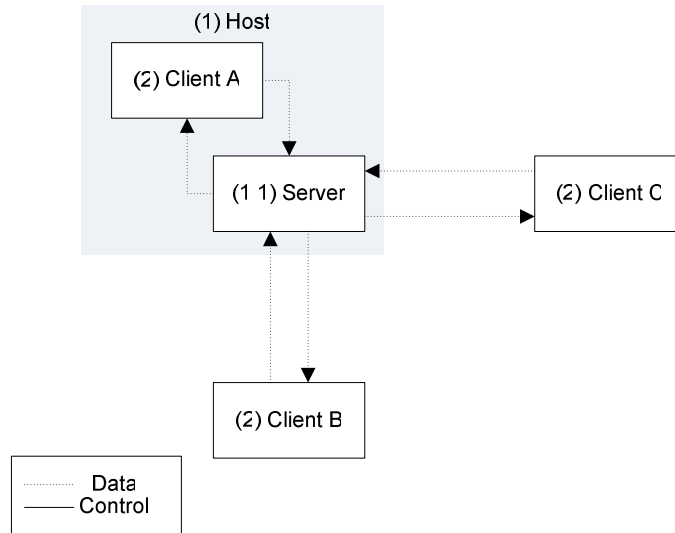 (1) Host
(2) Client A
(1 1) Server
(2) Client C
(2) Client B
Data
Control